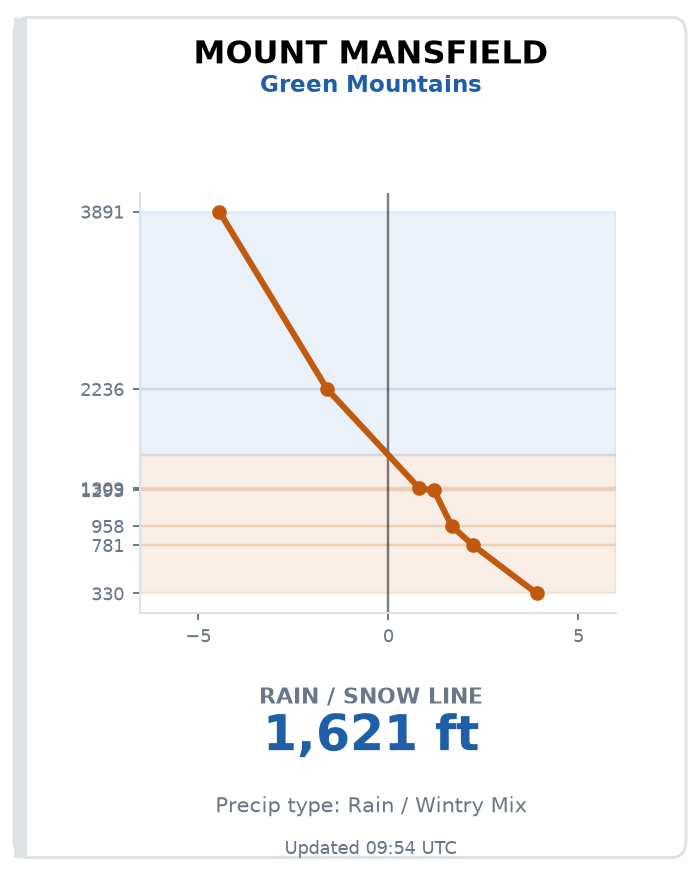 MOUNT MANSFIELD
Green Mountains
3891
2236
958
781
330
−5 0 5
RAIN / SNOW LINE
1,621 ft
Precip type: Rain / Wintry Mix
Updated 09:54 UTC